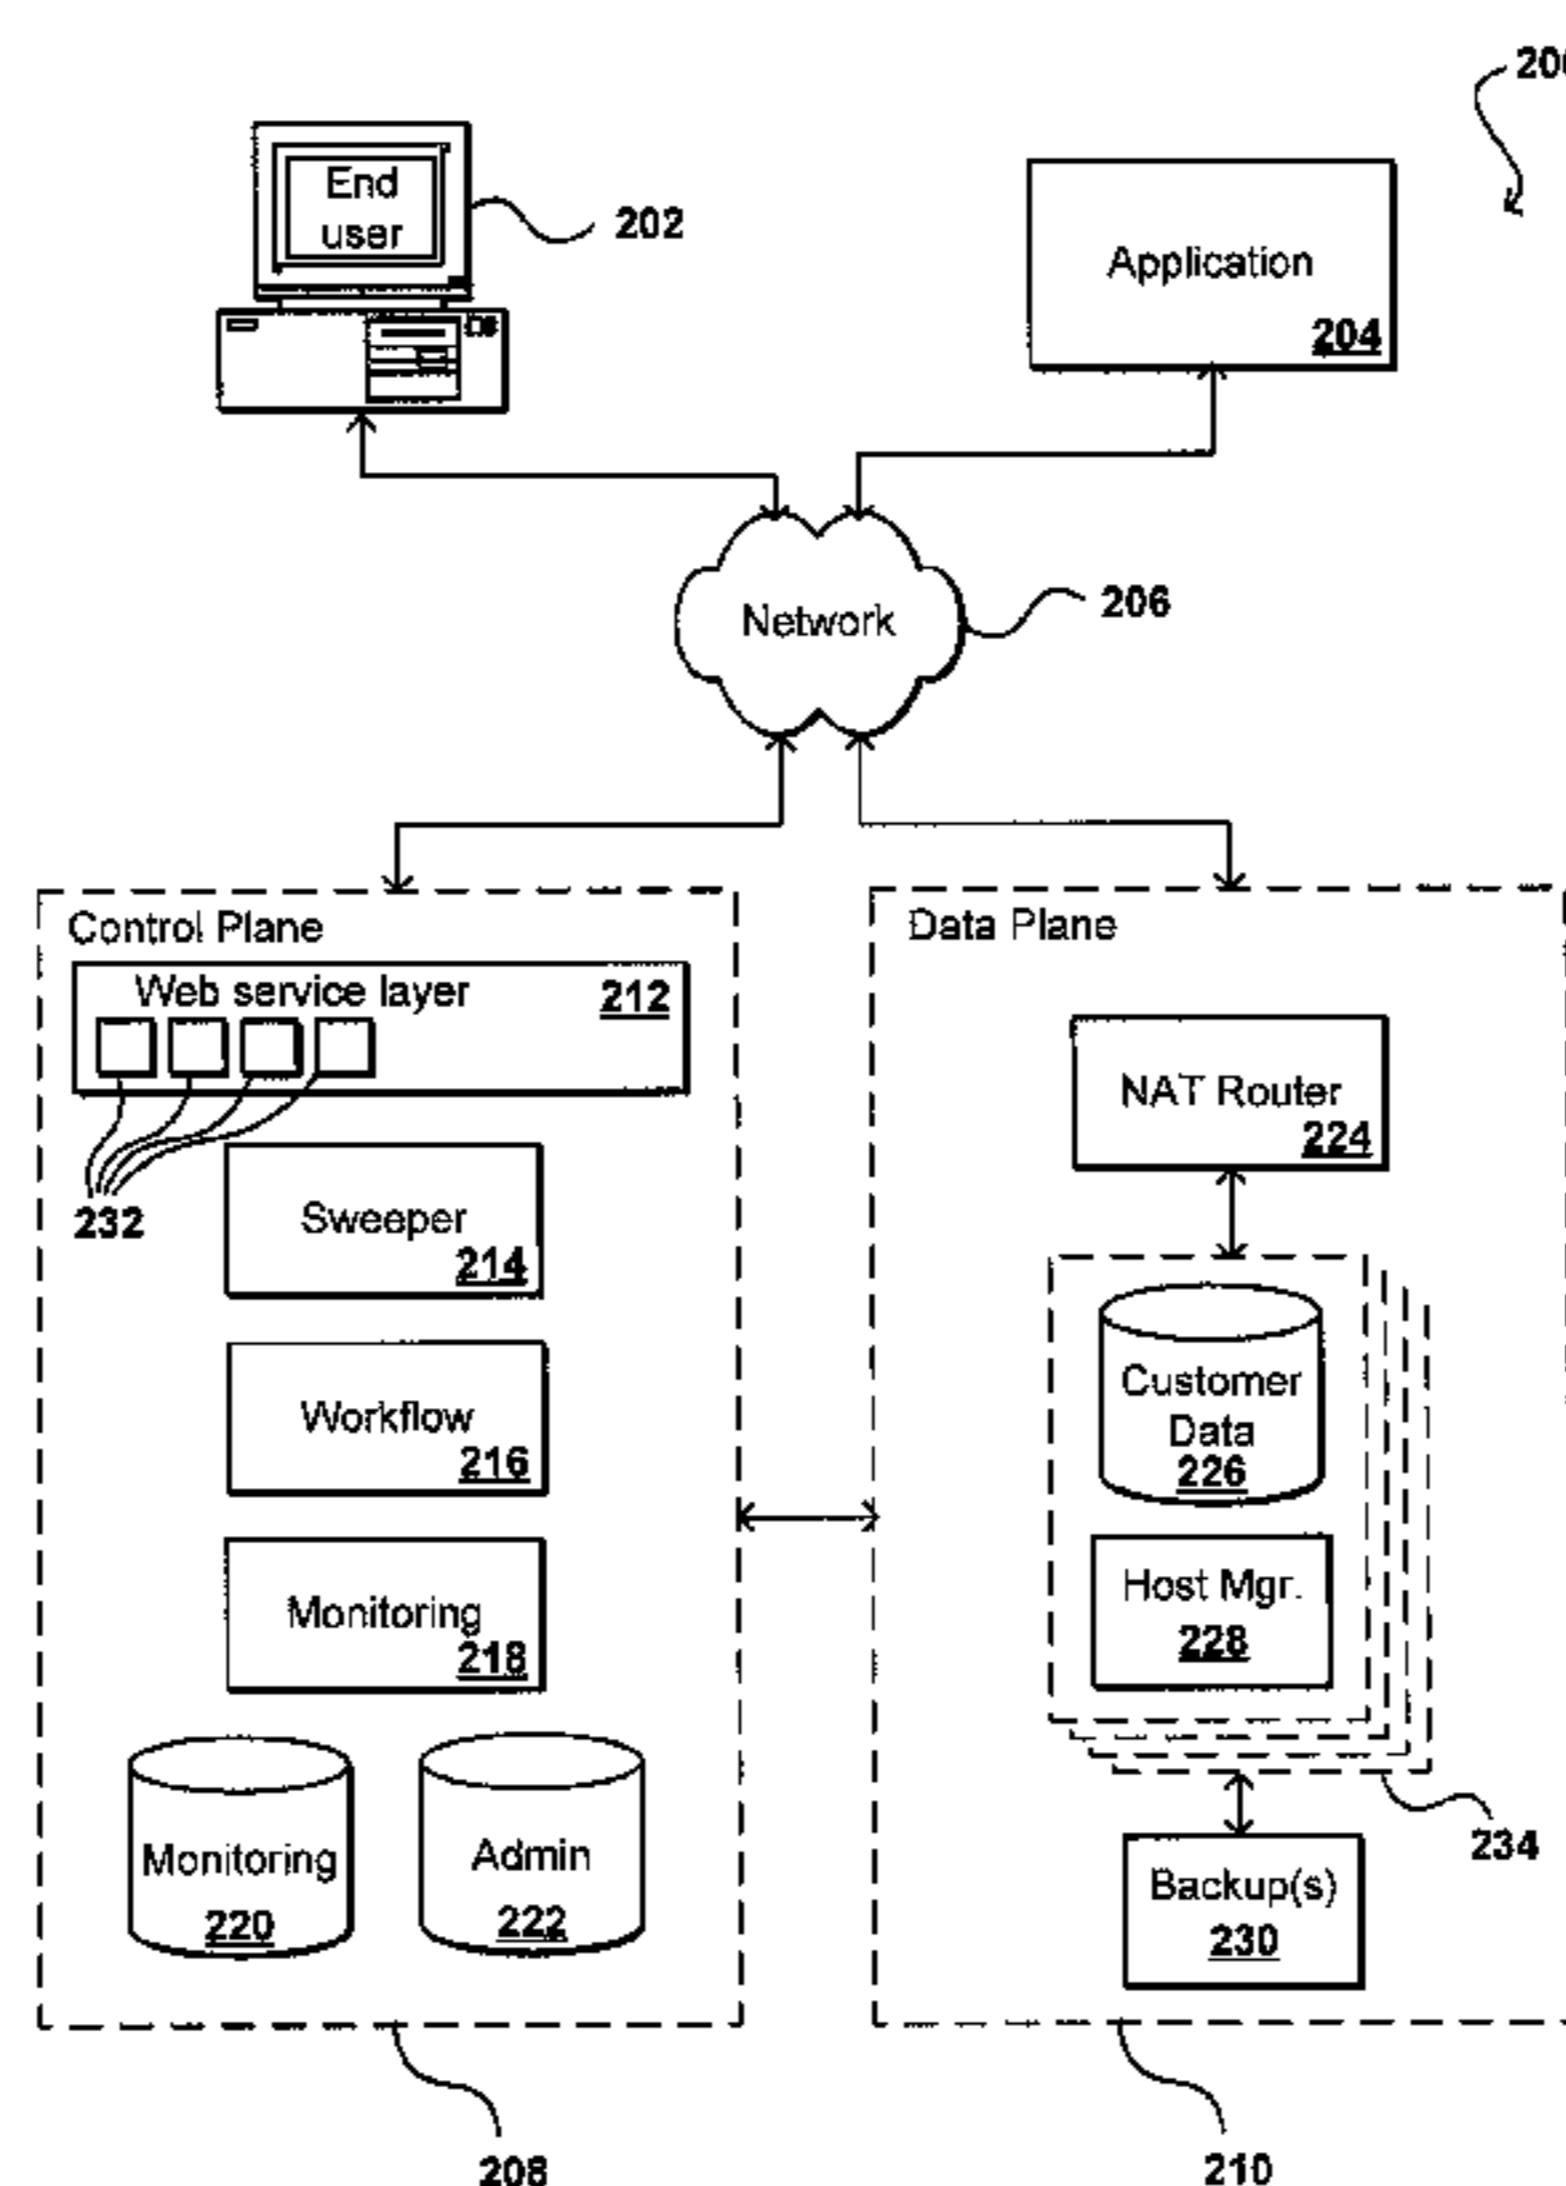 200
End
user
202
Application
204
Network
206
Control Plane
Web service layer
212
232
Sweeper
214
Workflow
216
Monitoring
218
Monitoring
220
Admin
222
208
Data Plane
NAT Router
224
Customer
Data
226
Host Mgr.
228
234
Backup(s)
230
210